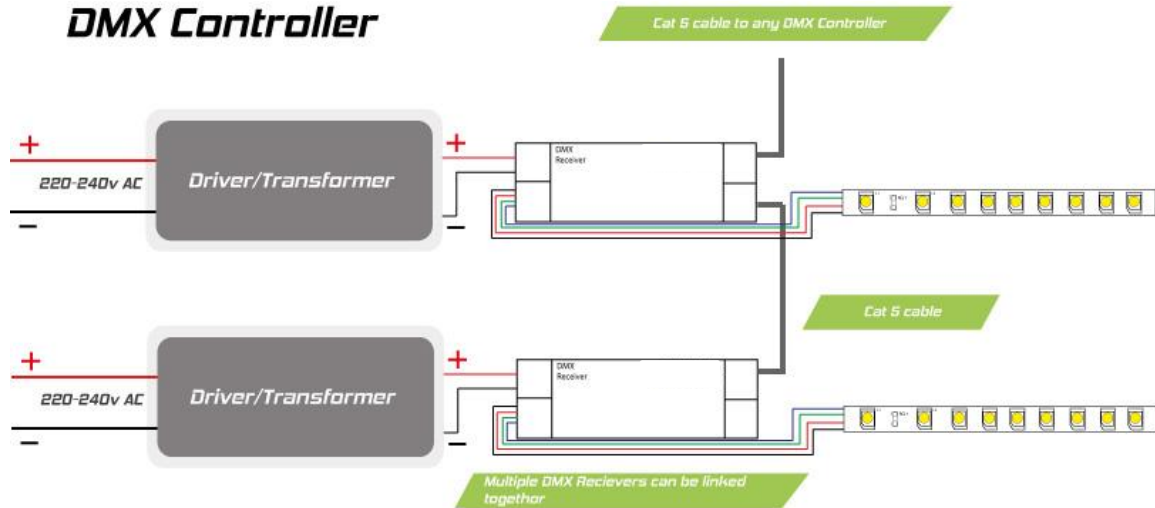 DMX Controller
Cat 5 cable to any DMX Controller
+
+
DMX
Receiver
220-240v AC
Driver/Transformer
−
−
Cat 5 cable
+
+
DMX
Receiver
220-240v AC
Driver/Transformer
−
−
Multiple DMX Recievers can be linked
together